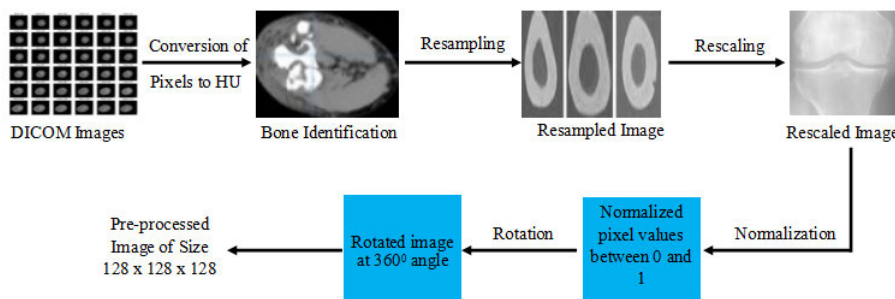 Conversion of
Pixels to HU
Resampling
Rescaling
DICOM Images
Bone Identification
Resampled Image
Rescaled Image
Pre-processed
Image of Size
128 x 128 x 128
Rotated image
at 360⁰ angle
Rotation
Normalized
pixel values
between 0 and
1
Normalization